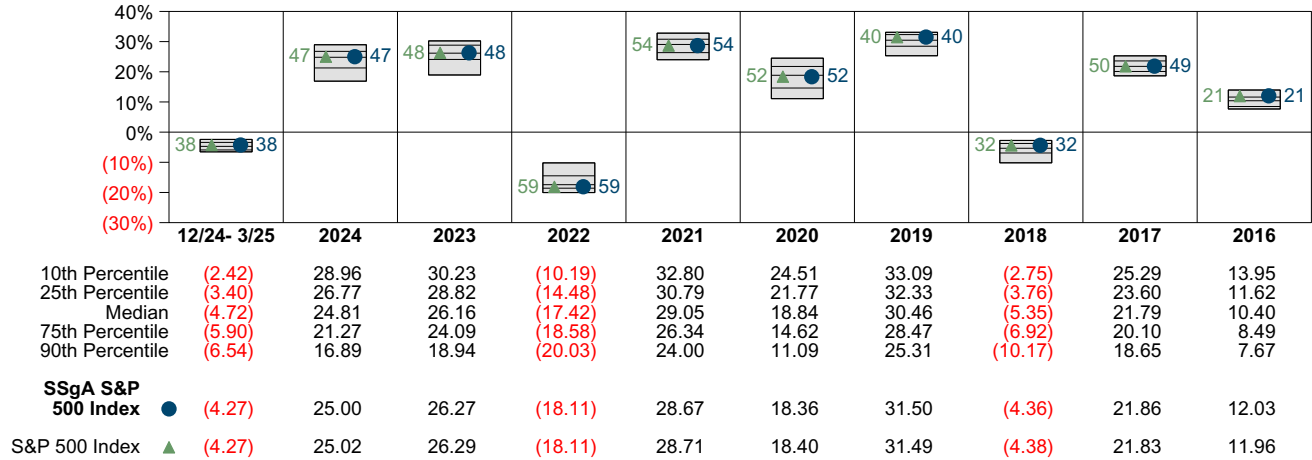 40%
30%
20%
10%
0%
(10%)
(20%)
(30%)
38 38
47 47
48 48
59 59
54 54
52 52
40 40
32 32
50 49
21 21
12/24- 3/25 2024 2023 2022 2021 2020 2019 2018 2017 2016
10th Percentile (2.42) 28.96 30.23 (10.19) 32.80 24.51 33.09 (2.75) 25.29 13.95
25th Percentile (3.40) 26.77 28.82 (14.48) 30.79 21.77 32.33 (3.76) 23.60 11.62
Median (4.72) 24.81 26.16 (17.42) 29.05 18.84 30.46 (5.35) 21.79 10.40
75th Percentile (5.90) 21.27 24.09 (18.58) 26.34 14.62 28.47 (6.92) 20.10 8.49
90th Percentile (6.54) 16.89 18.94 (20.03) 24.00 11.09 25.31 (10.17) 18.65 7.67
SSgA S&P
500 Index (4.27) 25.00 26.27 (18.11) 28.67 18.36 31.50 (4.36) 21.86 12.03
S&P 500 Index (4.27) 25.02 26.29 (18.11) 28.71 18.40 31.49 (4.38) 21.83 11.96